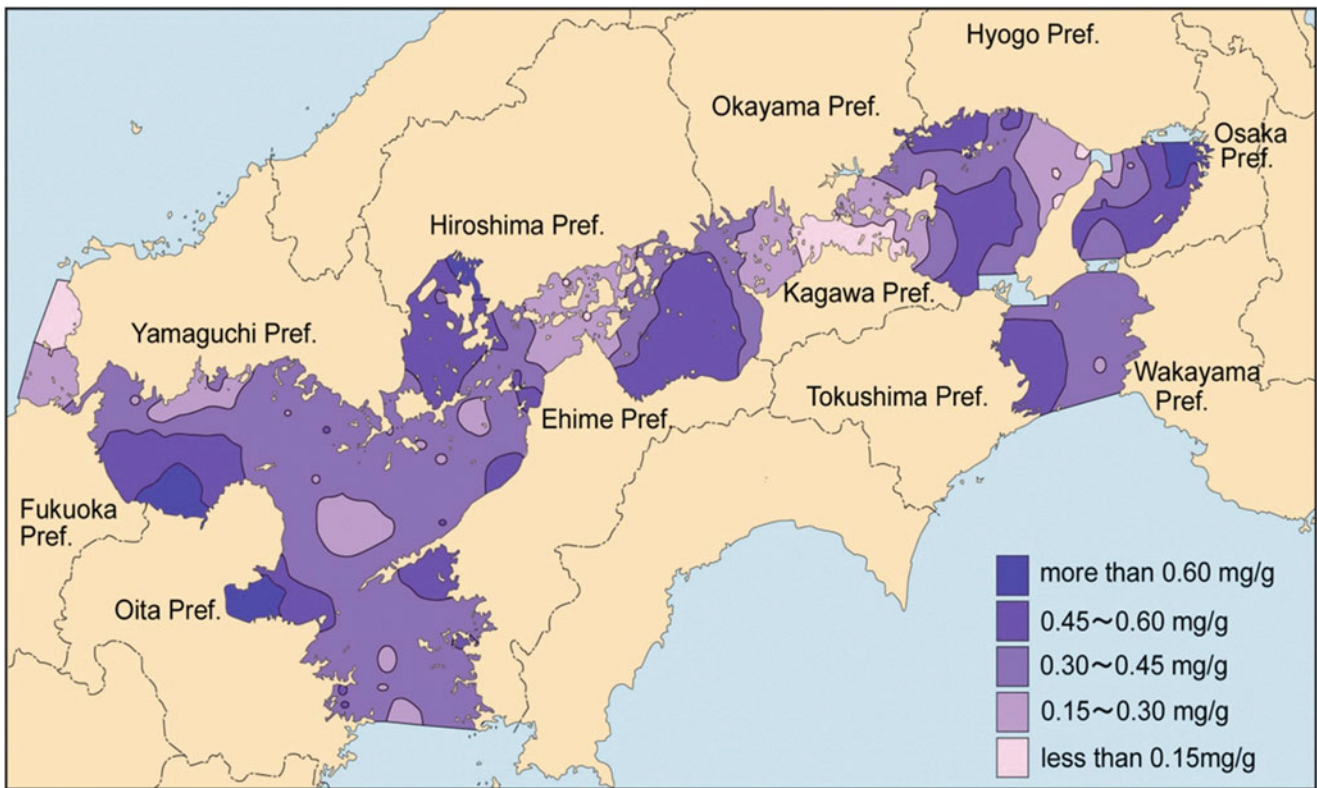 Hyogo Pref.
Okayama Pref.
Osaka
Pref.
Hiroshima Pref.
Kagawa Pref.
Yamaguchi Pref.
Wakayama
Pref.
Tokushima Pref.
Ehime Pref.
Fukuoka
Pref.
Oita Pref.
more than 0.60 mg/g
0.45～0.60 mg/g
0.30～0.45 mg/g
0.15～0.30 mg/g
less than 0.15mg/g